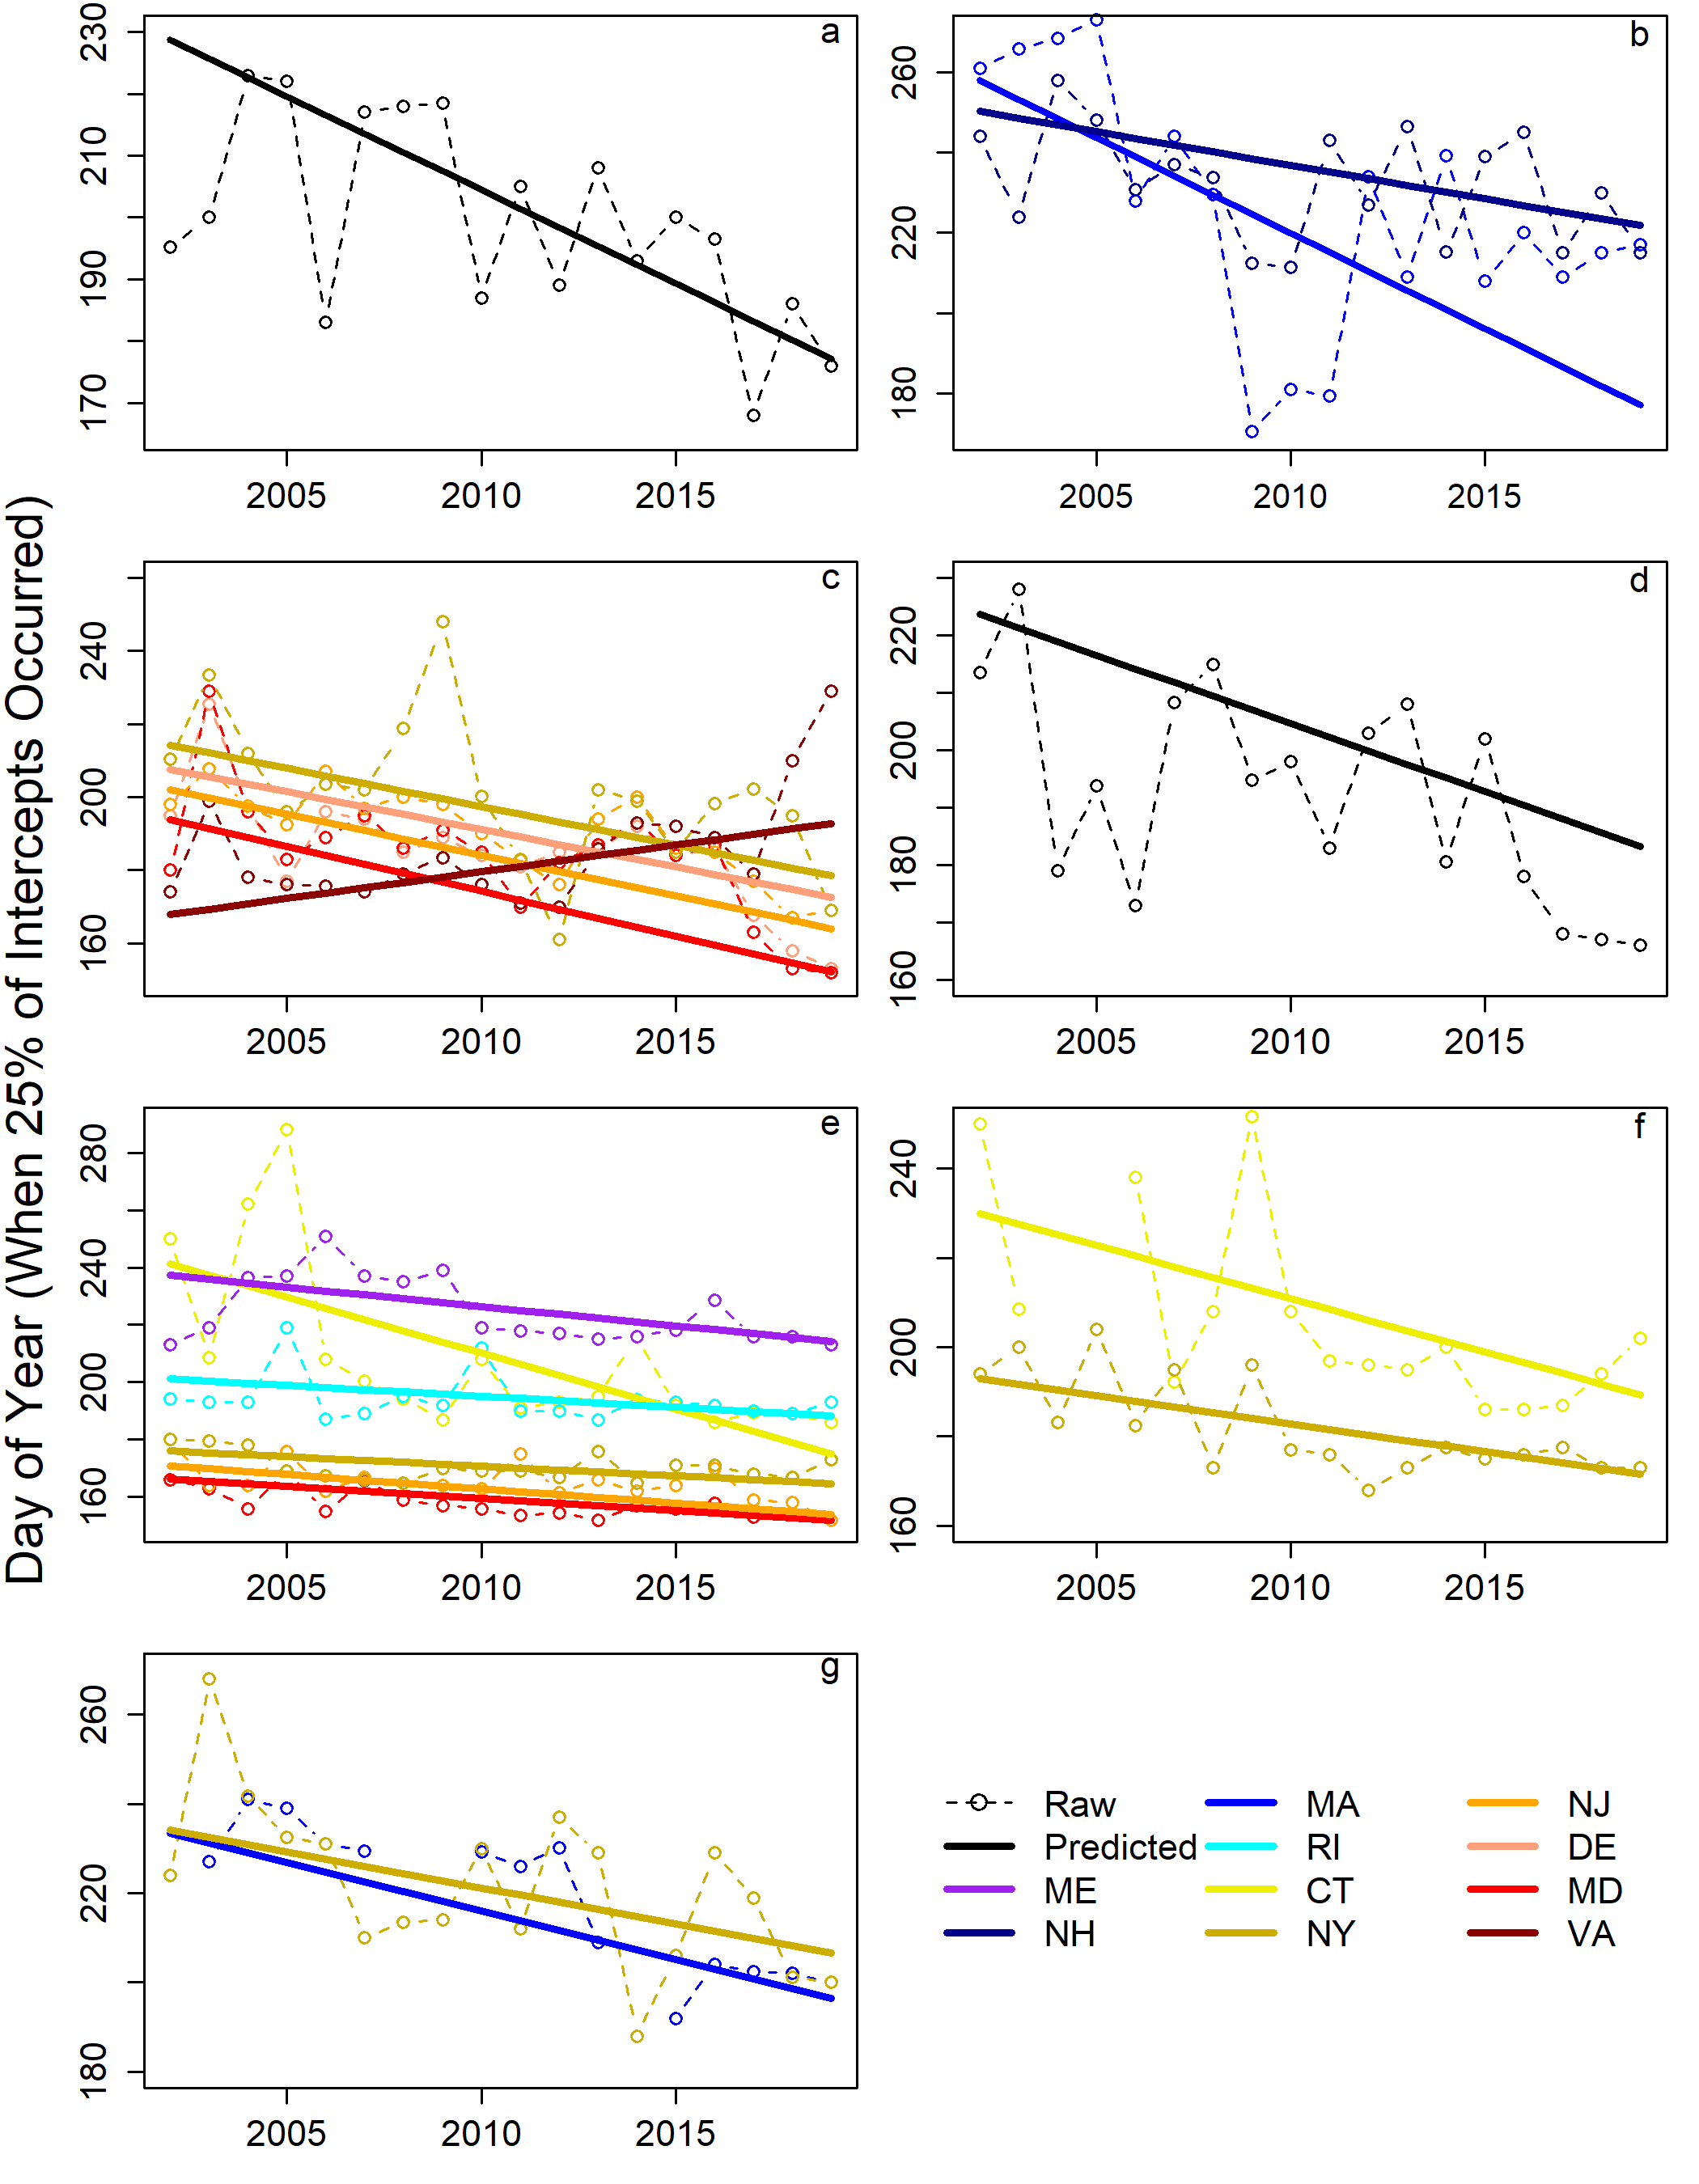 Day of Year (When 25% of Intercepts Occurred)
a
230
210
190
170
2005 2010 2015
b
260
220
180
2005 2010 2015
c
240
200
160
2005 2010 2015
d
220
200
180
160
2005 2010 2015
e
280
240
200
160
2005 2010 2015
f
240
200
160
2005 2010 2015
g
260
220
180
2005 2010 2015
Raw MA NJ
Predicted RI DE
ME CT MD
NH NY VA